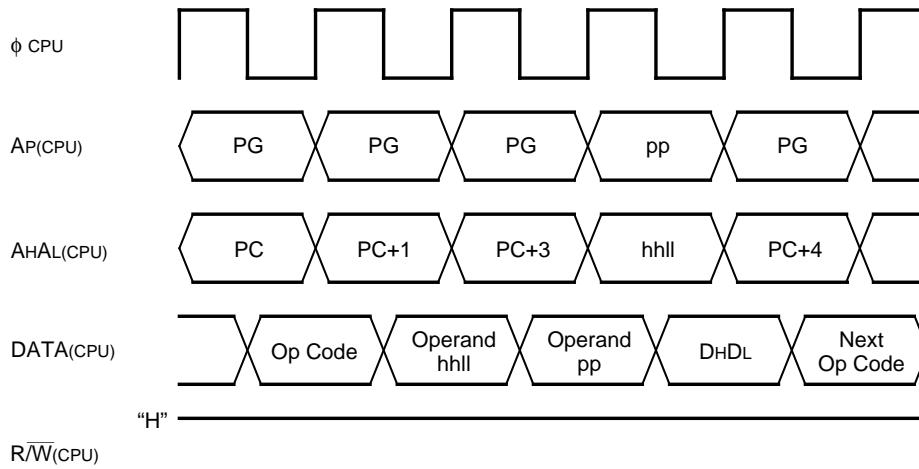 ϕ CPU
AP(CPU) PG PG PG pp PG
AHAL(CPU) PC PC+1 PC+3 hhll PC+4
DATA(CPU) Op Code Operand hhll Operand pp DHDL Next Op Code
“H”
R/W̅(CPU)